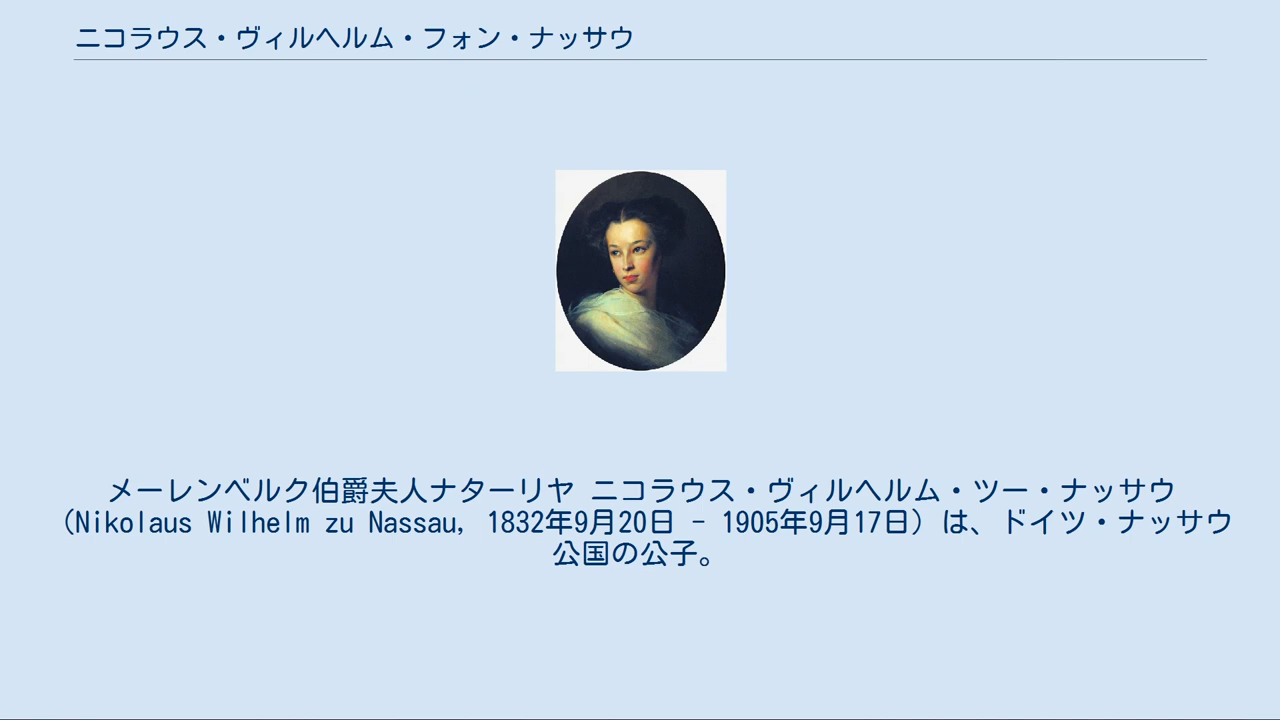 ニコラウス・ヴィルヘルム・フォン・ナッサウ
メーレンベルク伯爵夫人ナターリヤ ニコラウス・ヴィルヘルム・ツー・ナッサウ
（Nikolaus Wilhelm zu Nassau, 1832年9月20日 - 1905年9月17日）は、ドイツ・ナッサウ
公国の公子。